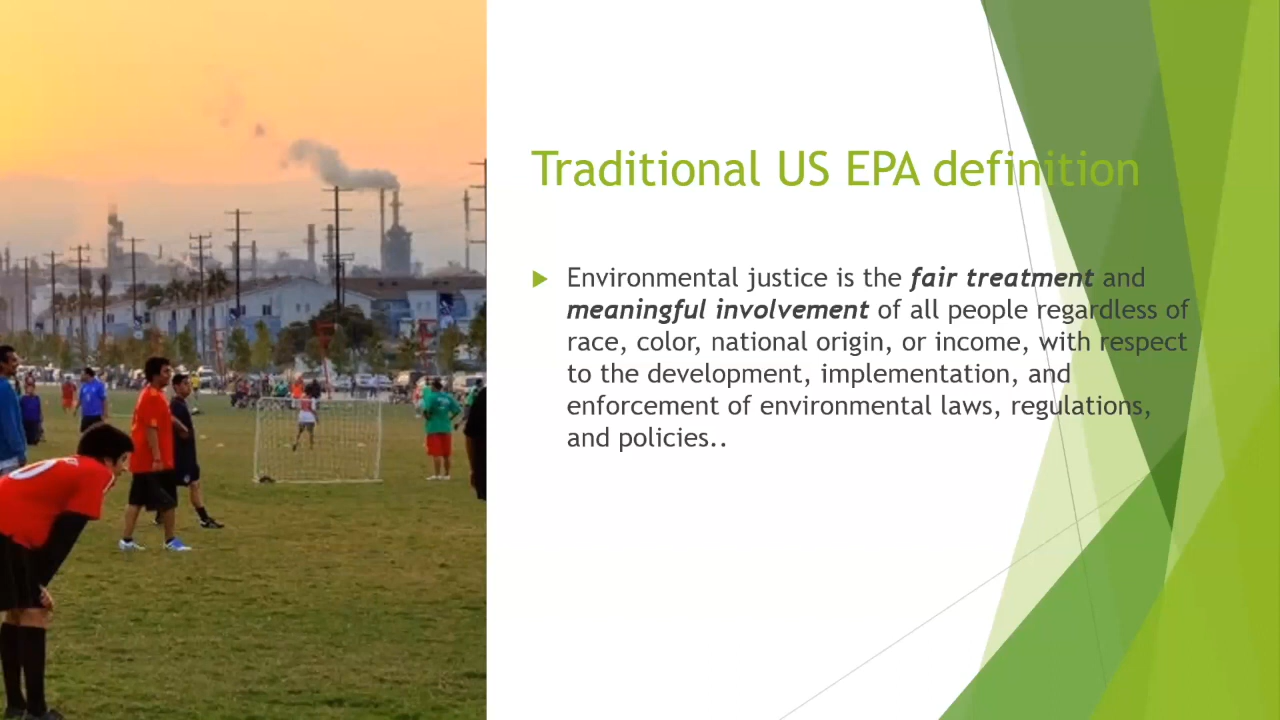 Traditional US EPA definition
Environmental justice is the fair treatment and
meaningful involvement of all people regardless of
race, color, national origin, or income, with respect
to the development, implementation, and
enforcement of environmental laws, regulations,
and policies..